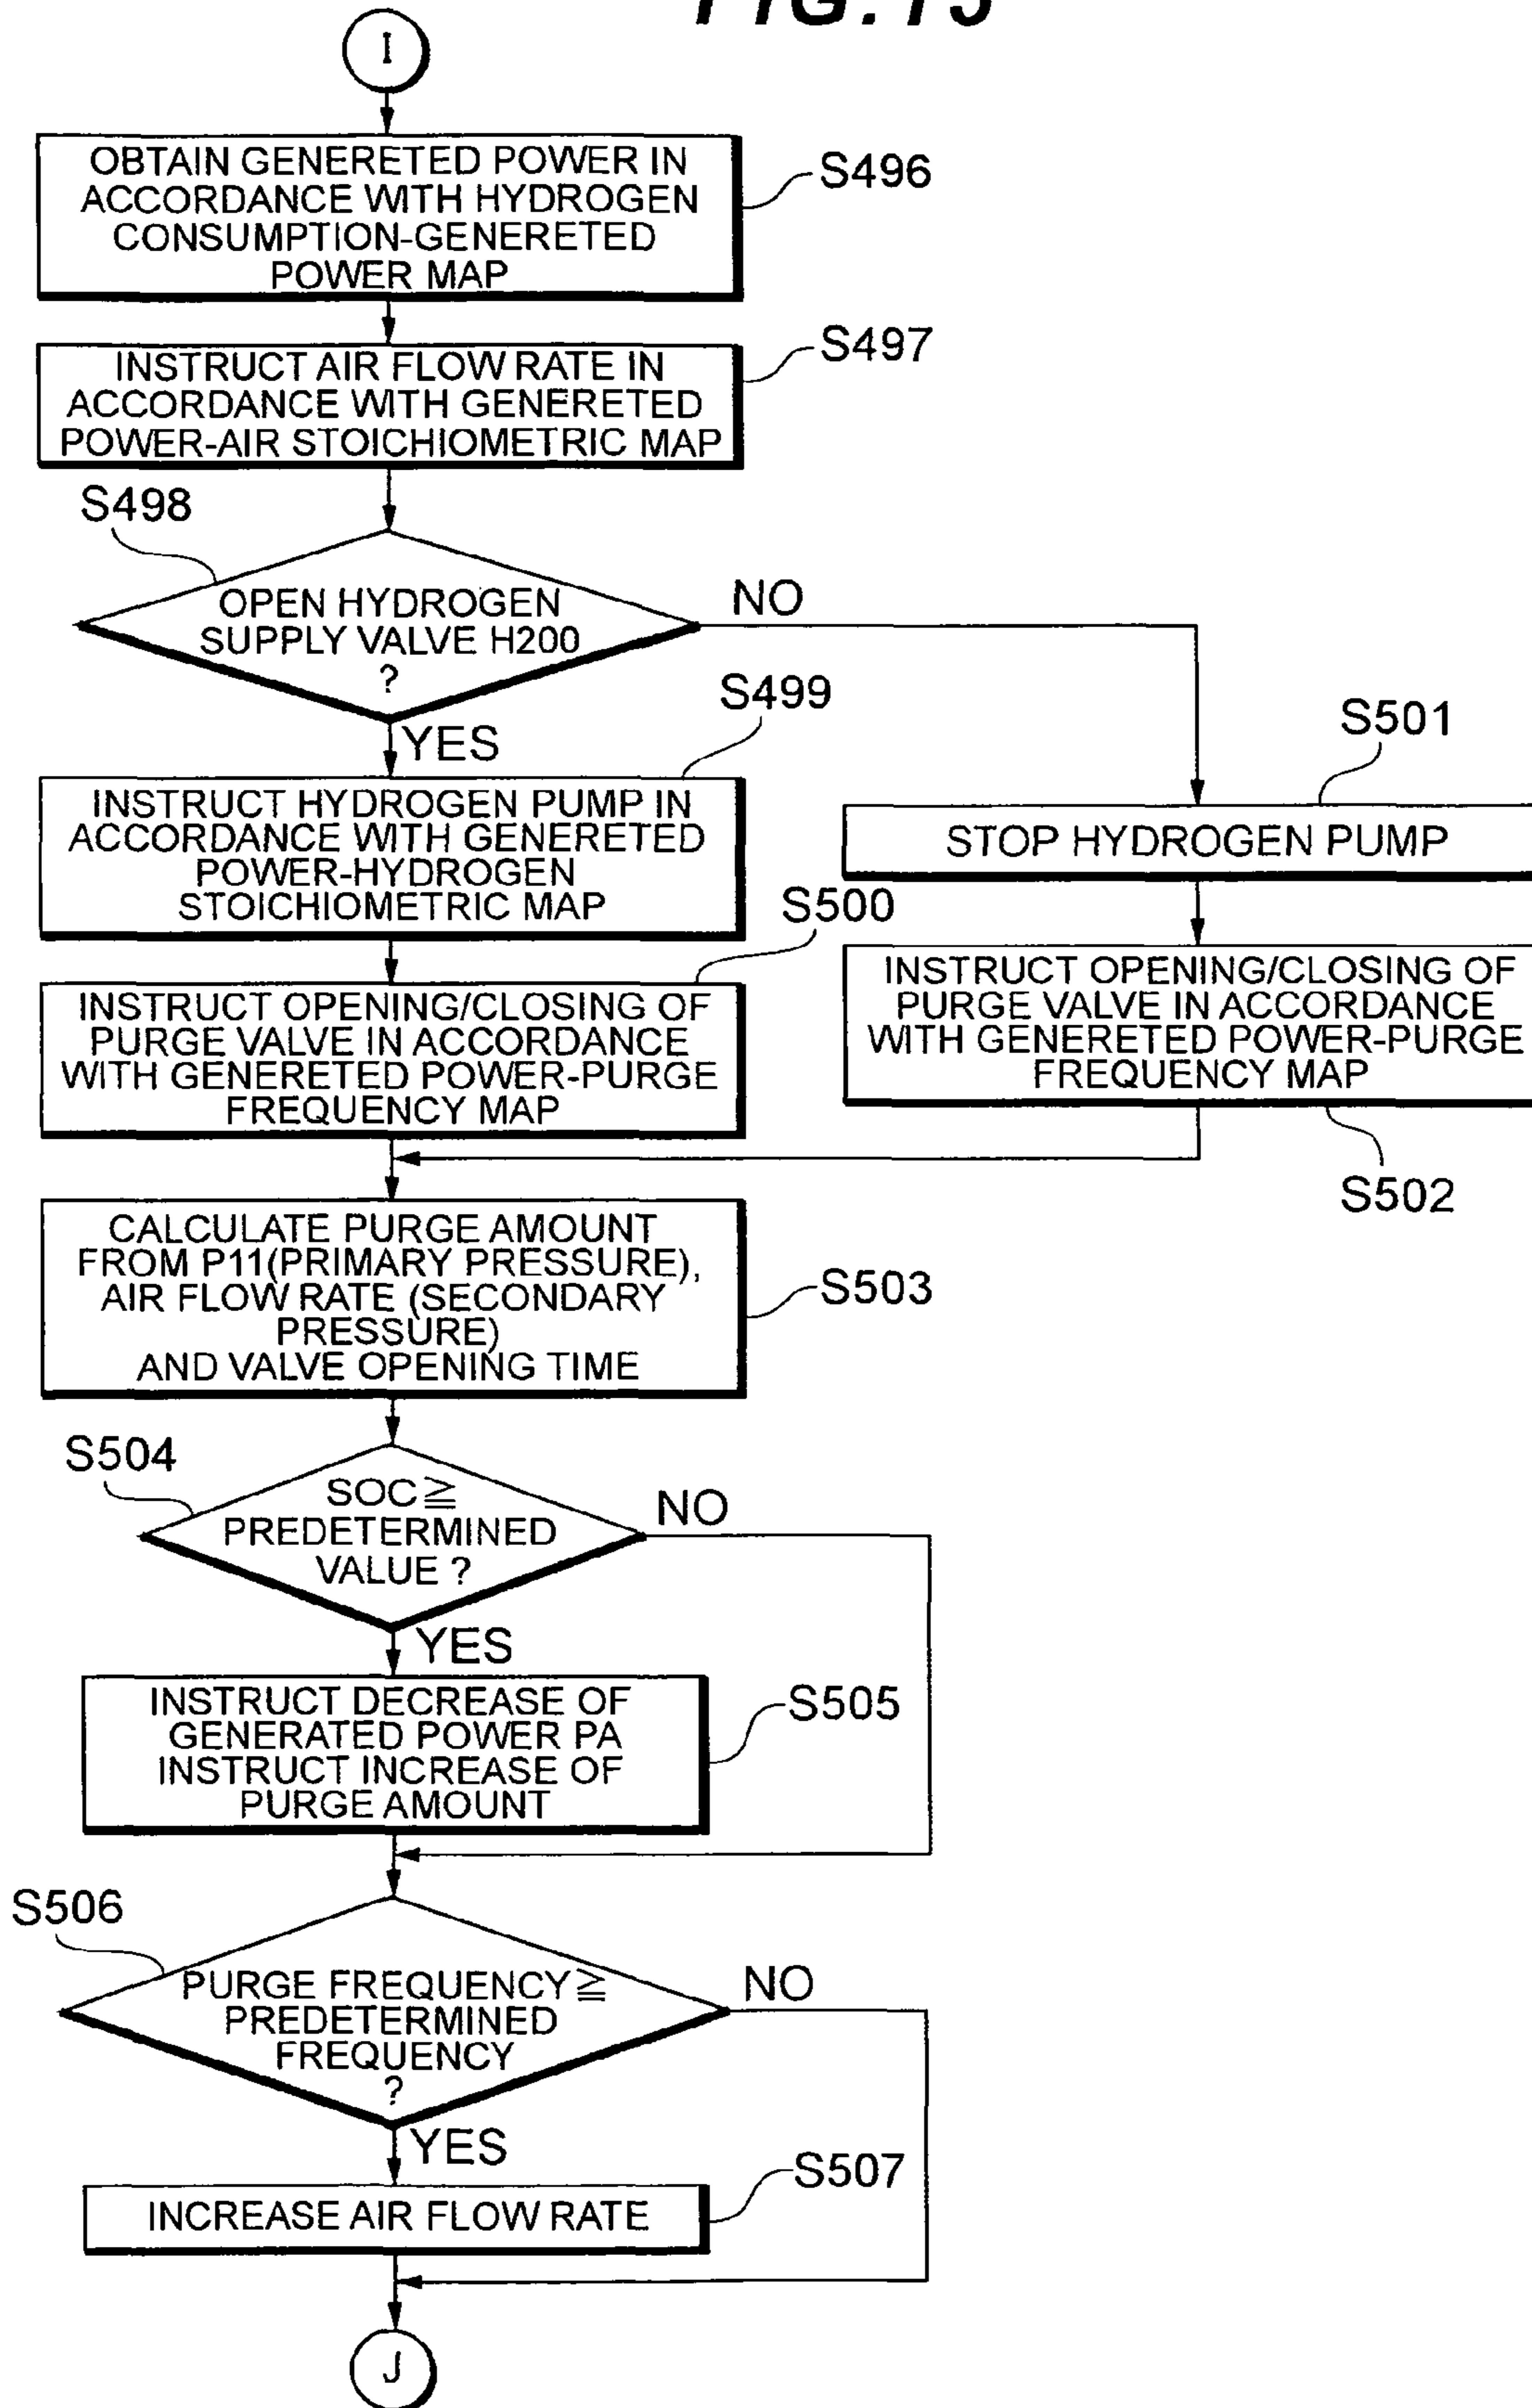 FIG. 15
I
OBTAIN GENERETED POWER IN
ACCORDANCE WITH HYDROGEN
CONSUMPTION-GENERETED
POWER MAP
S496
INSTRUCT AIR FLOW RATE IN
ACCORDANCE WITH GENERETED
POWER-AIR STOICHIOMETRIC MAP
S497
S498
OPEN HYDROGEN
SUPPLY VALVE H200
?
NO
YES
S499
INSTRUCT HYDROGEN PUMP IN
ACCORDANCE WITH GENERETED
POWER-HYDROGEN
STOICHIOMETRIC MAP
S501
STOP HYDROGEN PUMP
S500
INSTRUCT OPENING/CLOSING OF
PURGE VALVE IN ACCORDANCE
WITH GENERETED POWER-PURGE
FREQUENCY MAP
INSTRUCT OPENING/CLOSING OF
PURGE VALVE IN ACCORDANCE
WITH GENERETED POWER-PURGE
FREQUENCY MAP
S502
CALCULATE PURGE AMOUNT
FROM P11(PRIMARY PRESSURE),
AIR FLOW RATE (SECONDARY
PRESSURE)
AND VALVE OPENING TIME
S503
S504
SOC≧
PREDETERMINED
VALUE ?
NO
YES
INSTRUCT DECREASE OF
GENERATED POWER PA
INSTRUCT INCREASE OF
PURGE AMOUNT
S505
S506
PURGE FREQUENCY≧
PREDETERMINED
FREQUENCY
?
NO
YES
INCREASE AIR FLOW RATE
S507
J